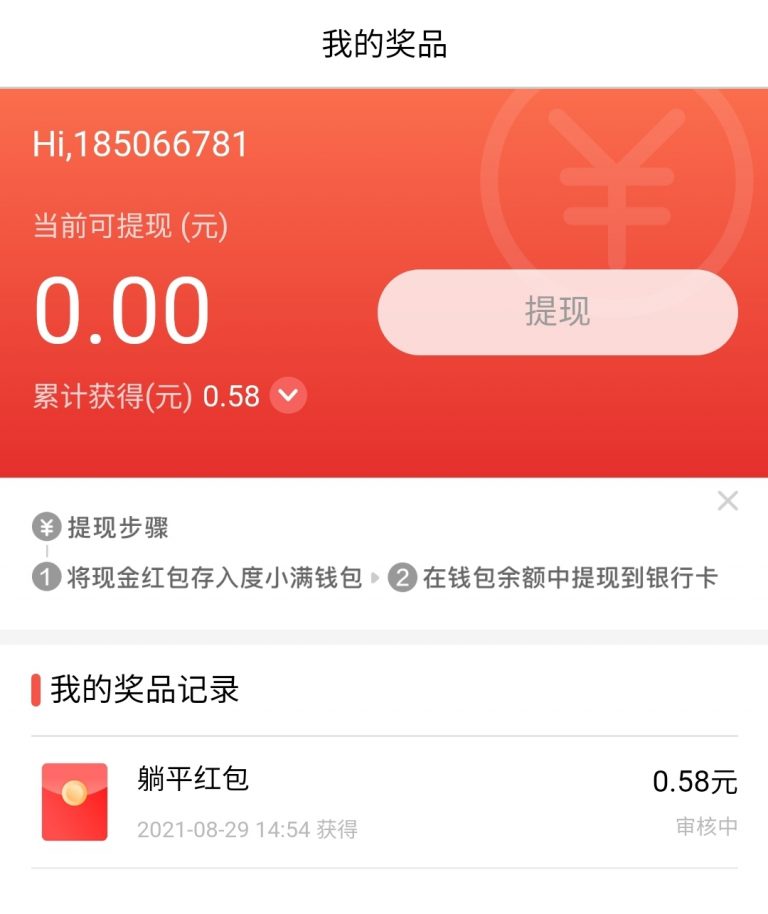 我的奖品
Hi,185066781
当前可提现 (元)
0.00
提现
累计获得(元) 0.58
¥ 提现步骤
1 将现金红包存入度小满钱包 2 在钱包余额中提现到银行卡
我的奖品记录
躺平红包 0.58元
2021-08-29 14:54 获得 审核中